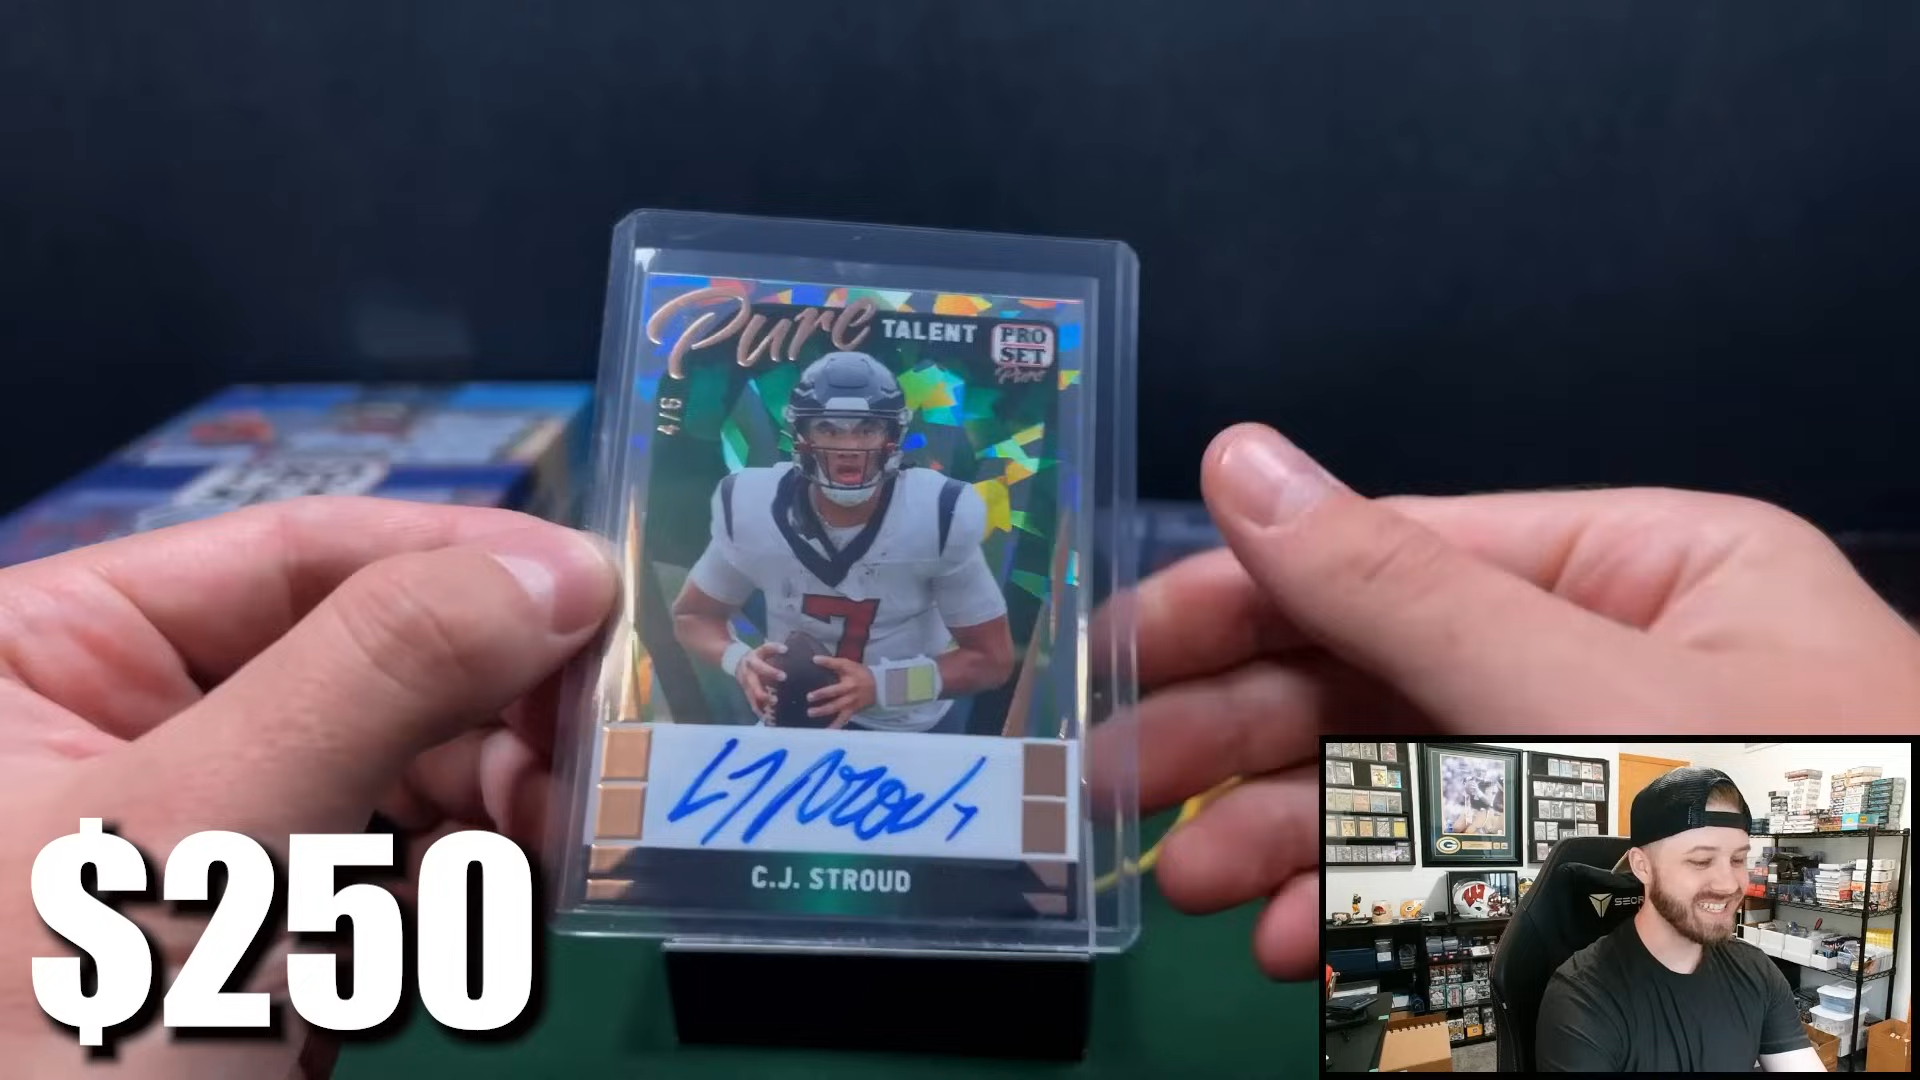 Pure TALENT
PRO
SET
Pure
4/6
7
C.J. STROUD
$250